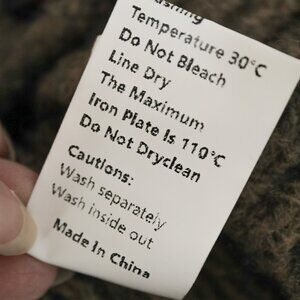 Temperature 30°C
Do Not Bleach
Line Dry
The Maximum
Iron Plate Is 110°C
Do Not Dryclean
Cautions:
Wash separately
Wash inside out
Made In China